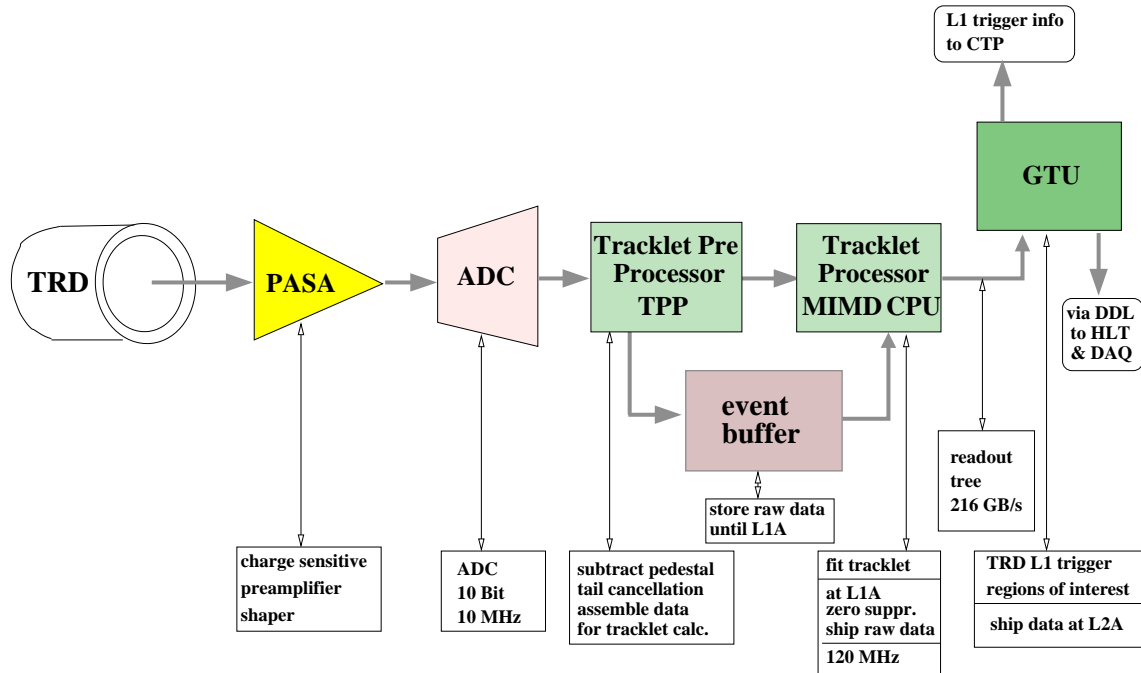 L1 trigger info
to CTP
GTU
TRD
PASA
ADC
Tracklet Pre
Processor
TPP
Tracklet
Processor
MIMD CPU
via DDL
to HLT
& DAQ
event
buffer
readout
tree
216 GB/s
store raw data
until L1A
charge sensitive
preamplifier
shaper
ADC
10 Bit
10 MHz
subtract pedestal
tail cancellation
assemble data
for tracklet calc.
fit tracklet
at L1A
zero suppr.
ship raw data
120 MHz
TRD L1 trigger
regions of interest
ship data at L2A